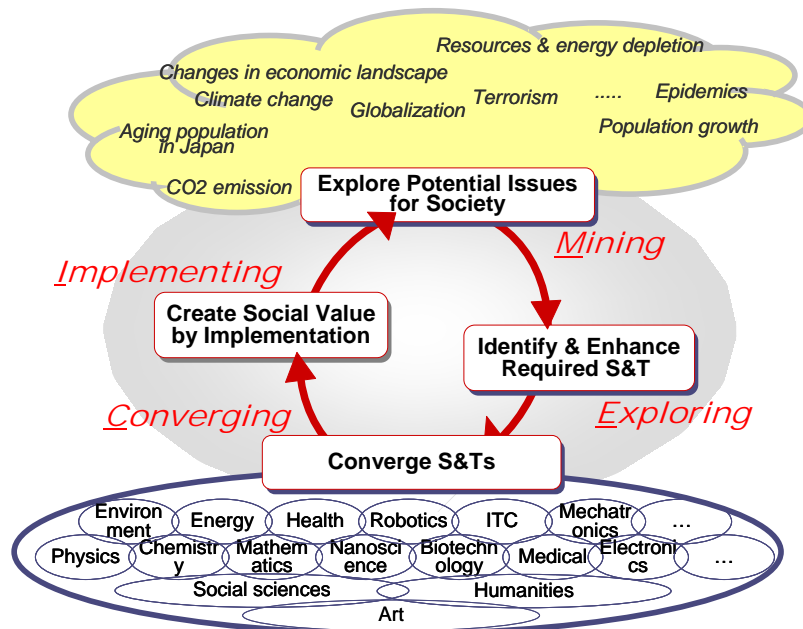 Resources & energy depletion
Changes in economic landscape
Climate change
Globalization
Terrorism
.....
Epidemics
Aging population
in Japan
Population growth
CO2 emission
Explore Potential Issues
for Society
Implementing
Mining
Create Social Value
by Implementation
Identify & Enhance
Required S&T
Converging
Exploring
Converge S&Ts
Environ
ment
Energy
Health
Robotics
ITC
Mechatr
onics
...
Physics
Chemistr
y
Mathem
atics
Nanosci
ence
Biotechn
ology
Medical
Electroni
cs
...
Social sciences
Humanities
Art